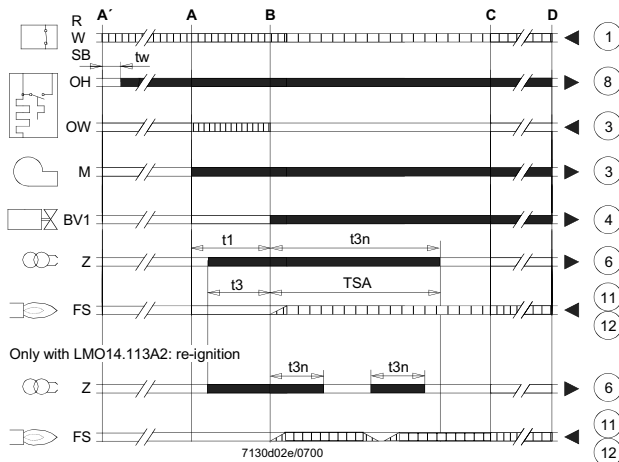 A´ A B C D
R
W 1
SB tw
OH 8
OW 3
M 3
BV1 4
t1 t3n
Z 6
t3 TSA
FS 11
12
Only with LMO14.113A2: re-ignition
t3n t3n
Z 6
FS 11
12
7130d02e/0700